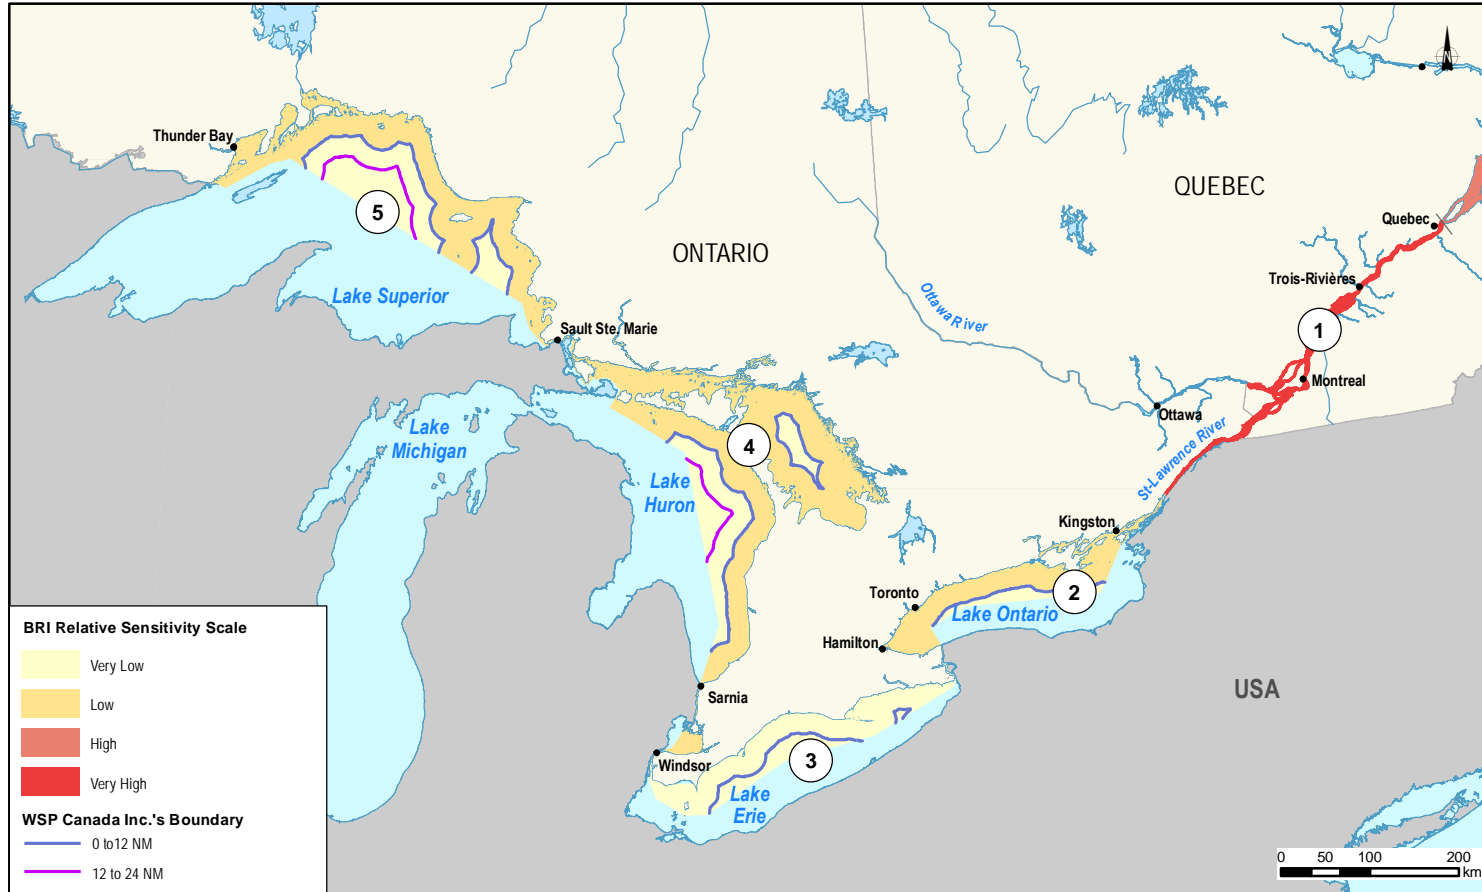 Thunder Bay
5
QUEBEC
Quebec
ONTARIO
Trois-Rivières
Lake Superior
Ottawa River
Sault Ste. Marie
1
Montreal
Ottawa
Lake
Michigan
4
St-Lawrence River
Lake
Huron
Kingston
Toronto
2
Lake Ontario
Hamilton
USA
Sarnia
3
Windsor
Lake
Erie
BRI Relative Sensitivity Scale
Very Low
Low
High
Very High
WSP Canada Inc.'s Boundary
0 to12 NM
12 to 24 NM
0 50 100 200
km